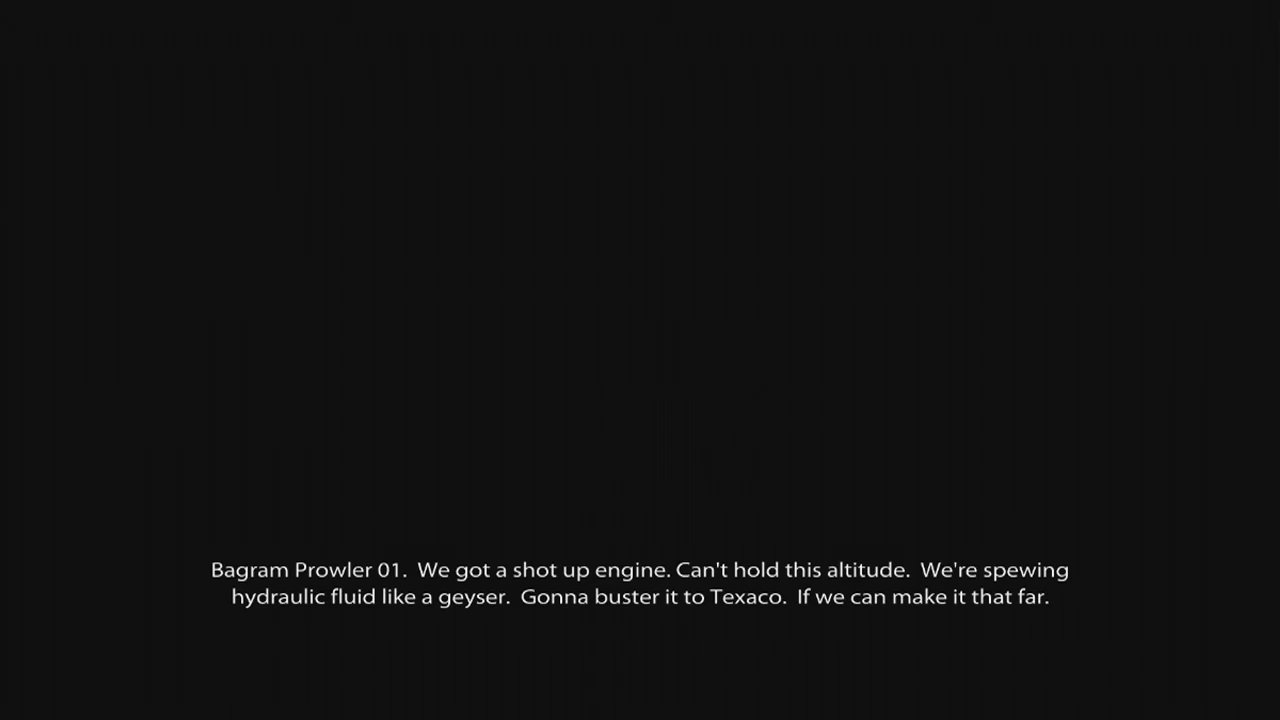 Bagram Prowler 01.  We got a shot up engine. Can't hold this altitude.  We're spewing
hydraulic fluid like a geyser.  Gonna buster it to Texaco.  If we can make it that far.